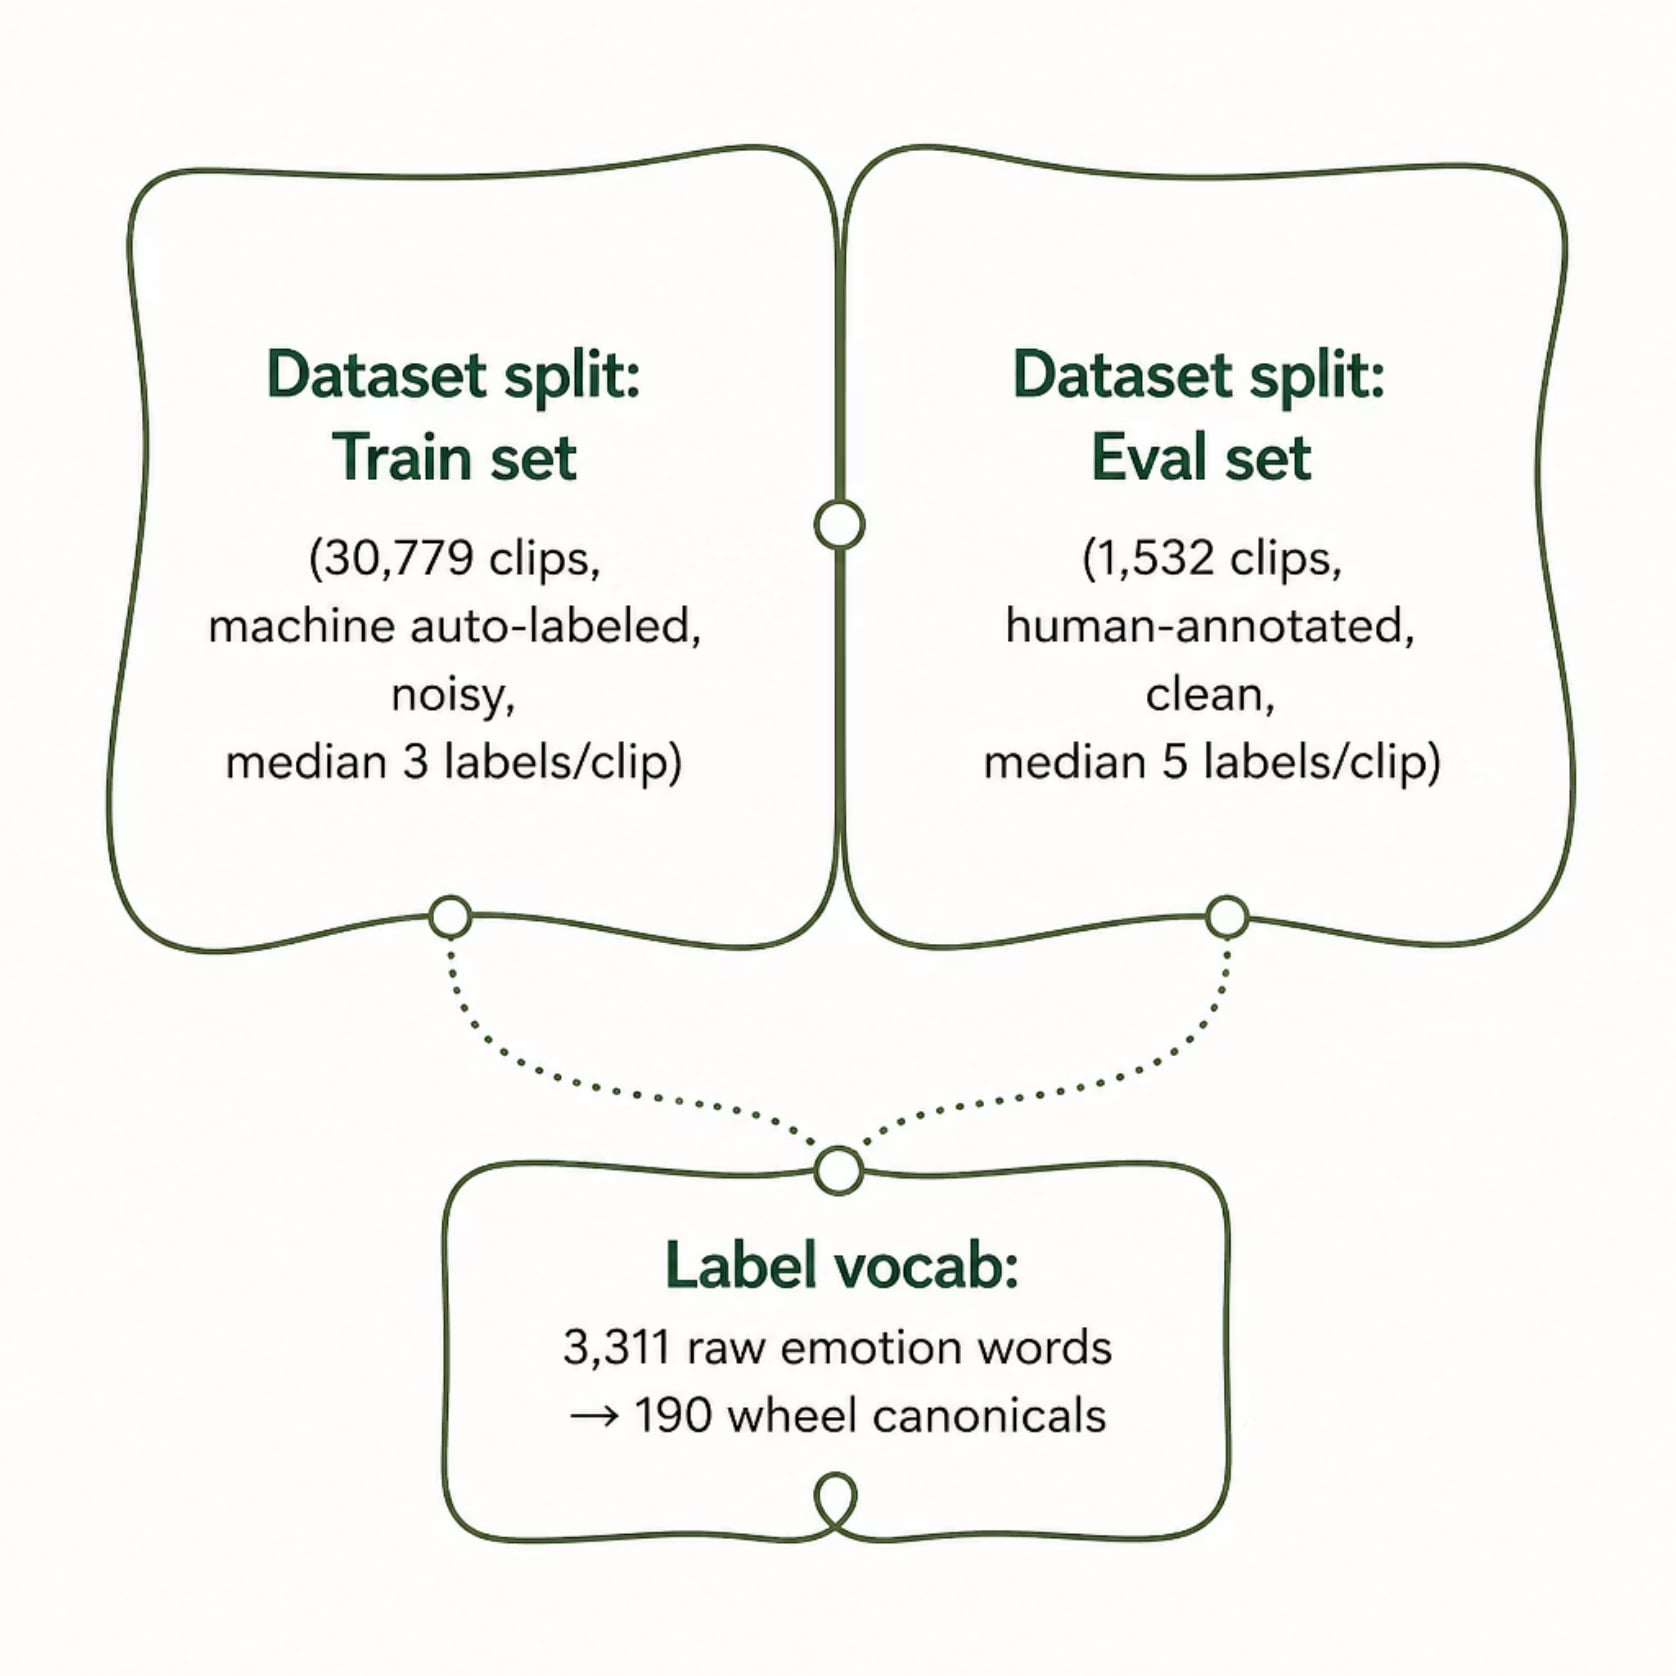 Dataset split:
Train set
(30,779 clips,
machine auto-labeled,
noisy,
median 3 labels/clip)
Dataset split:
Eval set
(1,532 clips,
human-annotated,
clean,
median 5 labels/clip)
Label vocab:
3,311 raw emotion words
→ 190 wheel canonicals